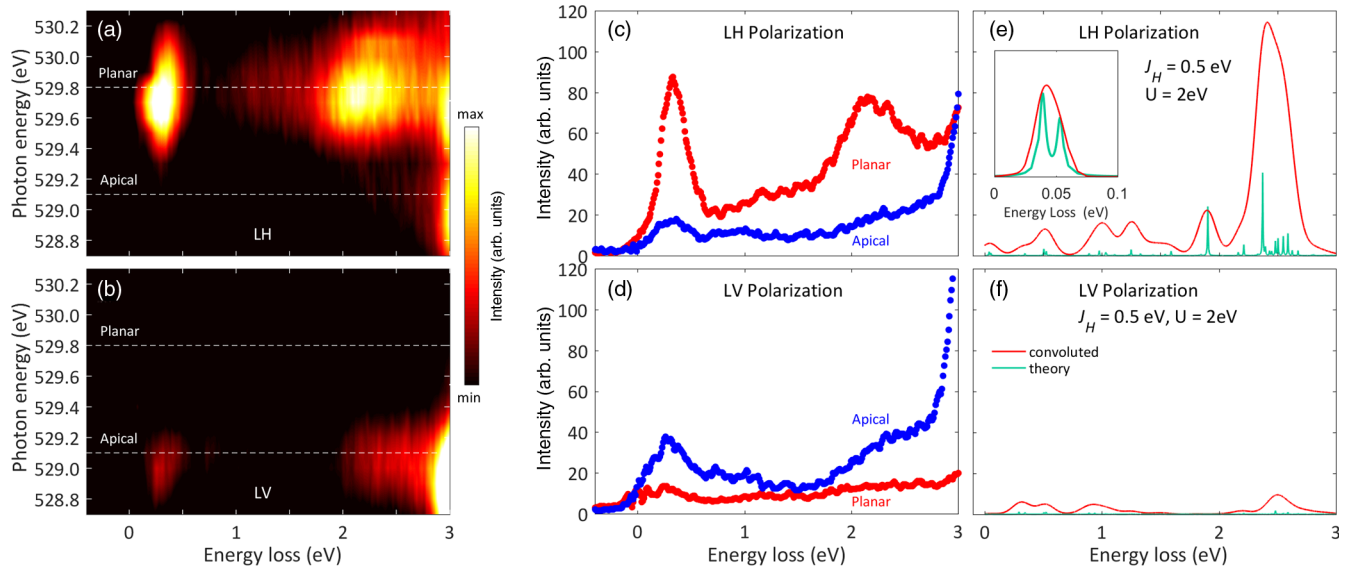 (a)
530.2
530.0
Planar
529.8
529.6
529.4
Apical
529.2
529.0
528.8
LH
Photon energy (eV)
(b)
530.2
530.0
Planar
529.8
529.6
529.4
Apical
529.2
529.0
528.8
LV
Photon energy (eV)
0 1 2 3
Energy loss (eV)
max
min
Intensity (arb. units)
(c)
LH Polarization
120
100
80
60
40
20
0
Planar
Apical
Intensity (arb. units)
(d)
LV Polarization
120
100
80
60
40
20
0
Apical
Planar
Intensity (arb. units)
0 1 2 3
Energy loss (eV)
(e)
LH Polarization
J_H = 0.5 eV
U = 2eV
0 0.05 0.1
Energy Loss (eV)
0 1 2 3
(f)
LV Polarization
J_H = 0.5 eV, U = 2eV
convoluted
theory
0 1 2 3
Energy loss (eV)